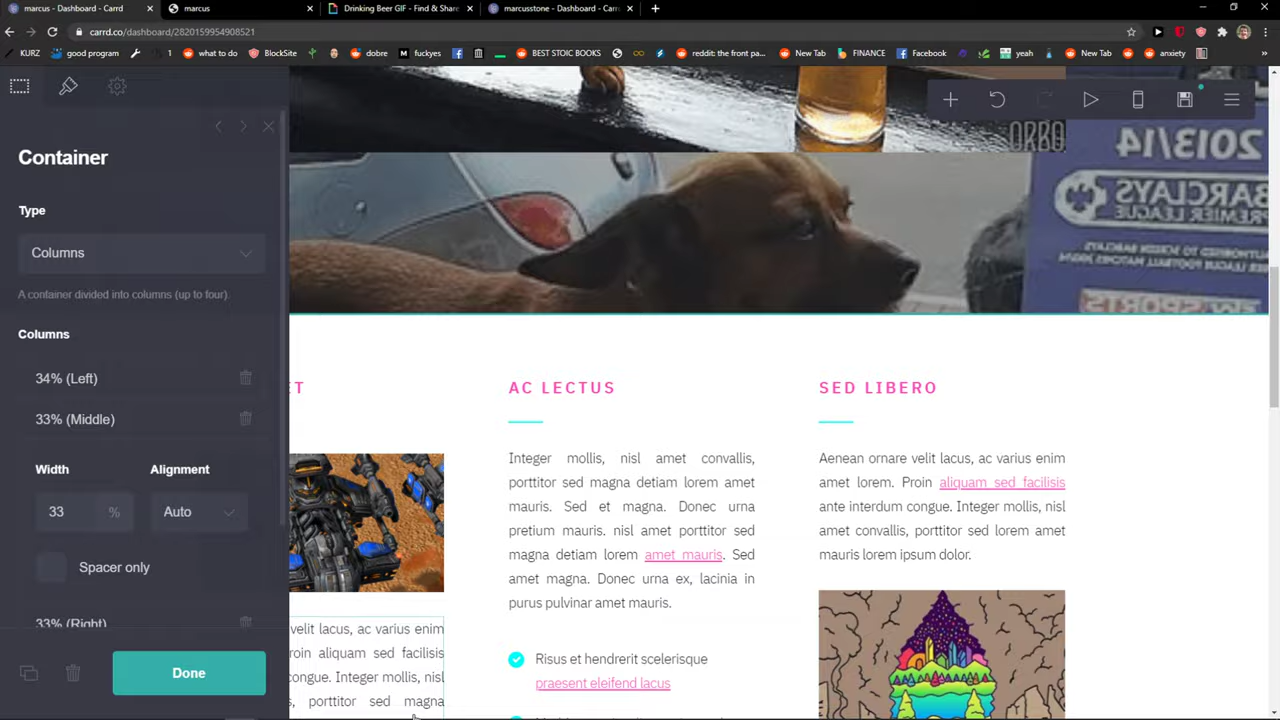 marcus - Dashboard - Carrd
marcus
Drinking Beer GIF - Find & Share
marcusstone - Dashboard - Carrd
carrd.co/dashboard/2820159954908521
KURZ
good program
1
what to do
BlockSite
dobre
fuckyes
BEST STOIC BOOKS
reddit: the front pa...
New Tab
FINANCE
Facebook
yeah
New Tab
anxiety
Container
Type
Columns
A container divided into columns (up to four).
Columns
34% (Left)
33% (Middle)
Width
Alignment
33 %
Auto
Spacer only
33% (Right)
Done
ORBO
2013/14
BARCLAYS
PREMIER LEAGUE
ET
velit lacus, ac varius enim
roin aliquam sed facilisis
congue. Integer mollis, nisl
s, porttitor sed magna
AC LECTUS
Integer mollis, nisl amet convallis,
porttitor sed magna detiam lorem amet
mauris. Sed et magna. Donec urna
pretium mauris. nisl amet porttitor sed
magna detiam lorem amet mauris. Sed
amet magna. Donec urna ex, lacinia in
purus pulvinar amet mauris.
Risus et hendrerit scelerisque
praesent eleifend lacus
SED LIBERO
Aenean ornare velit lacus, ac varius enim
amet lorem. Proin aliquam sed facilisis
ante interdum congue. Integer mollis, nisl
amet convallis, porttitor sed amet
mauris lorem ipsum dolor.